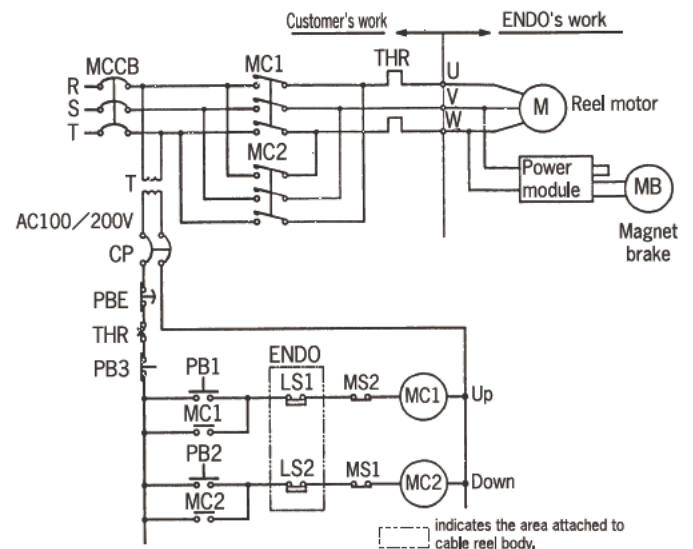 Customer's work
ENDO's work
MCCB
MC1
THR
U
R
S
V
M
Reel motor
T
W
MC2
Power
module
MB
T
AC100/200V
Magnet
brake
CP
PBE
THR
ENDO
PB3
PB1
LS1
MS2
MC1
Up
MC1
PB2
LS2
MS1
MC2
Down
MC2
indicates the area attached to
cable reel body.